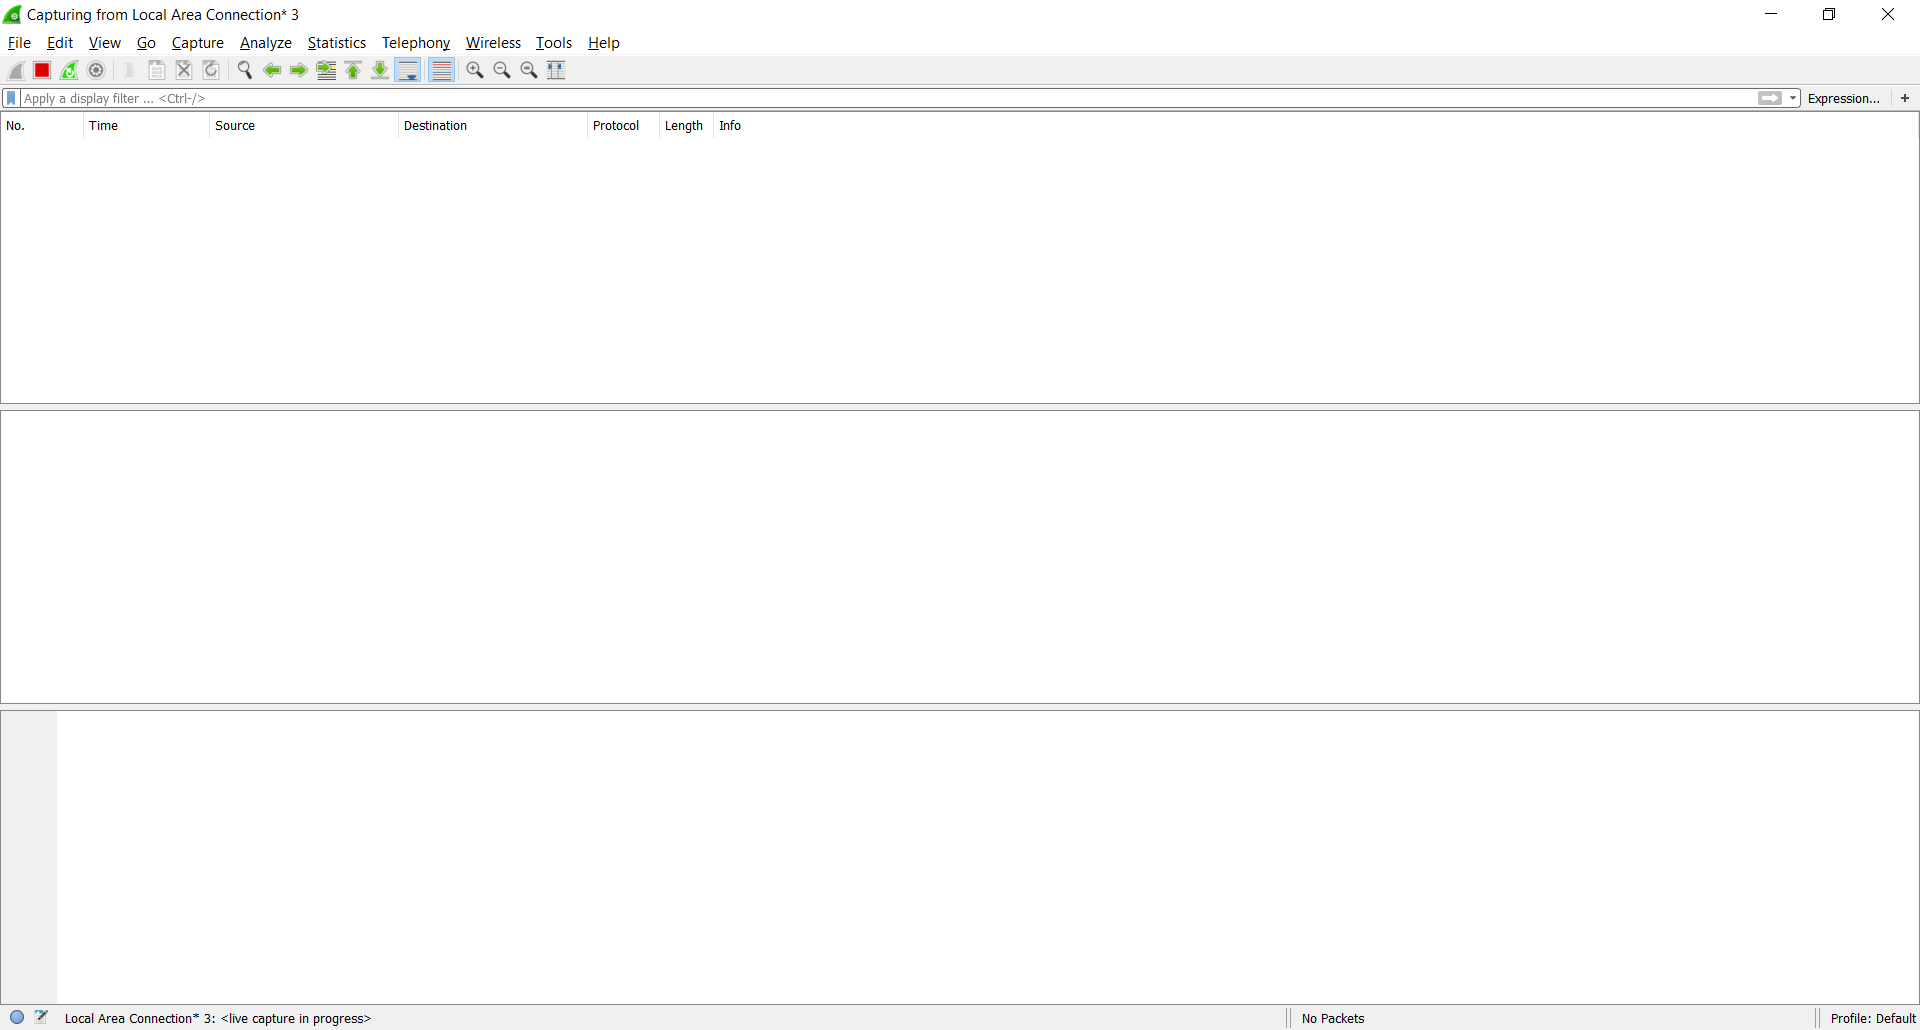 Capturing from Local Area Connection* 3
File Edit View Go Capture Analyze Statistics Telephony Wireless Tools Help
Apply a display filter ... <Ctrl-/> Expression... +
No. Time Source Destination Protocol Length Info
Local Area Connection* 3: <live capture in progress> No Packets Profile: Default